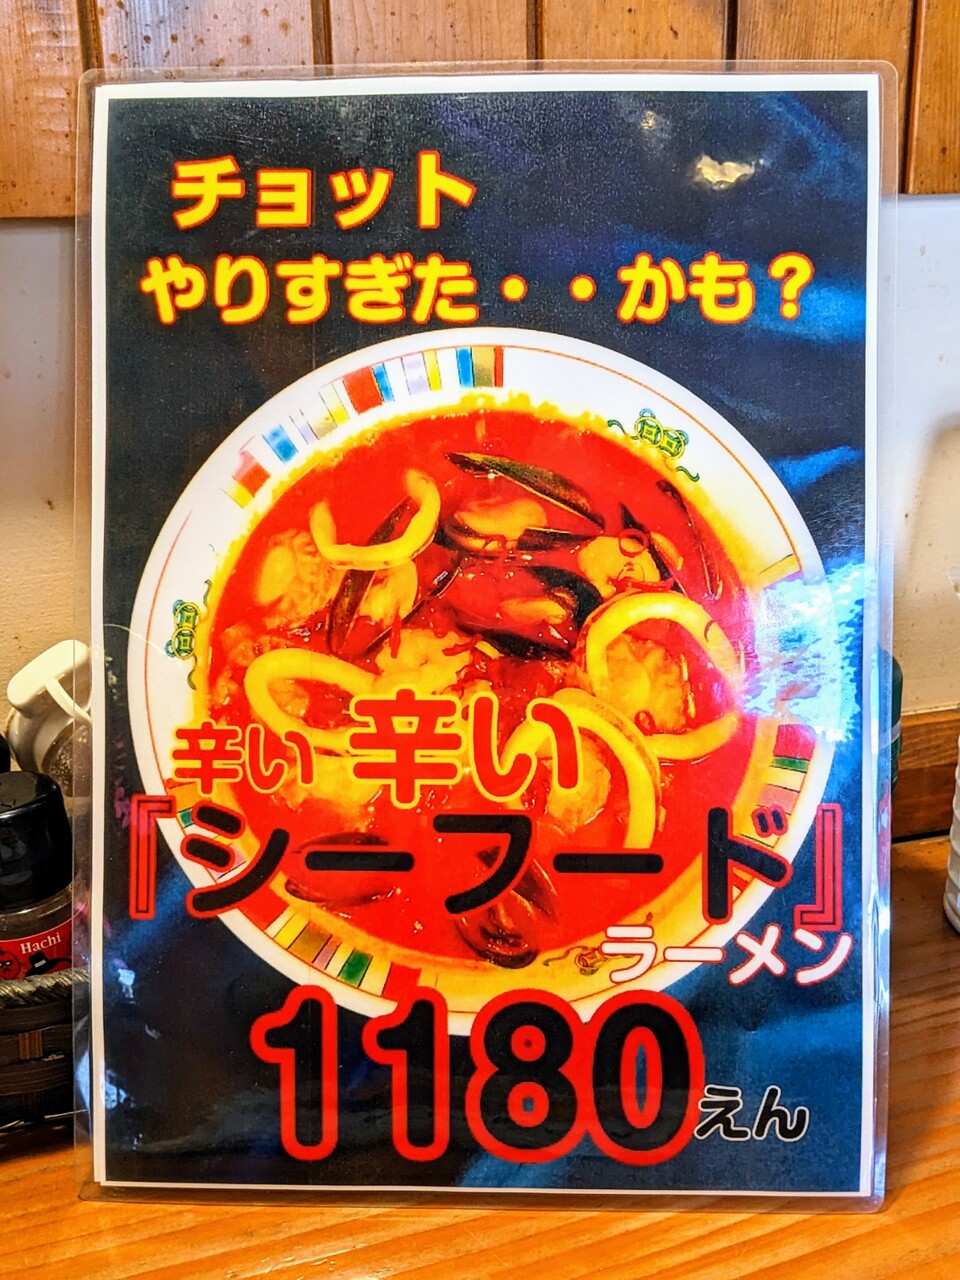 チョット
やりすぎた・・かも？
辛い 辛い
『シーフード』
ラーメン
1180えん
Hachi